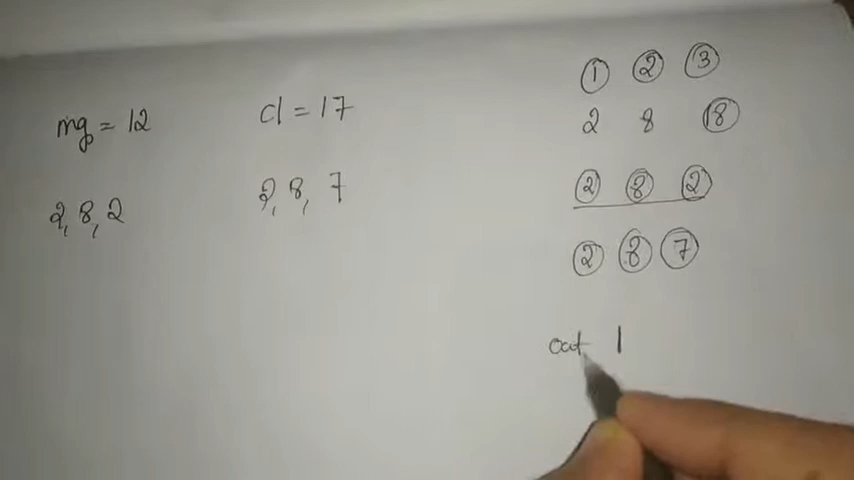 mg = 12
cl = 17
2, 8, 2
2, 8, 7
1 2 3
2 8 18
2 8 2
2 8 7
oct 1